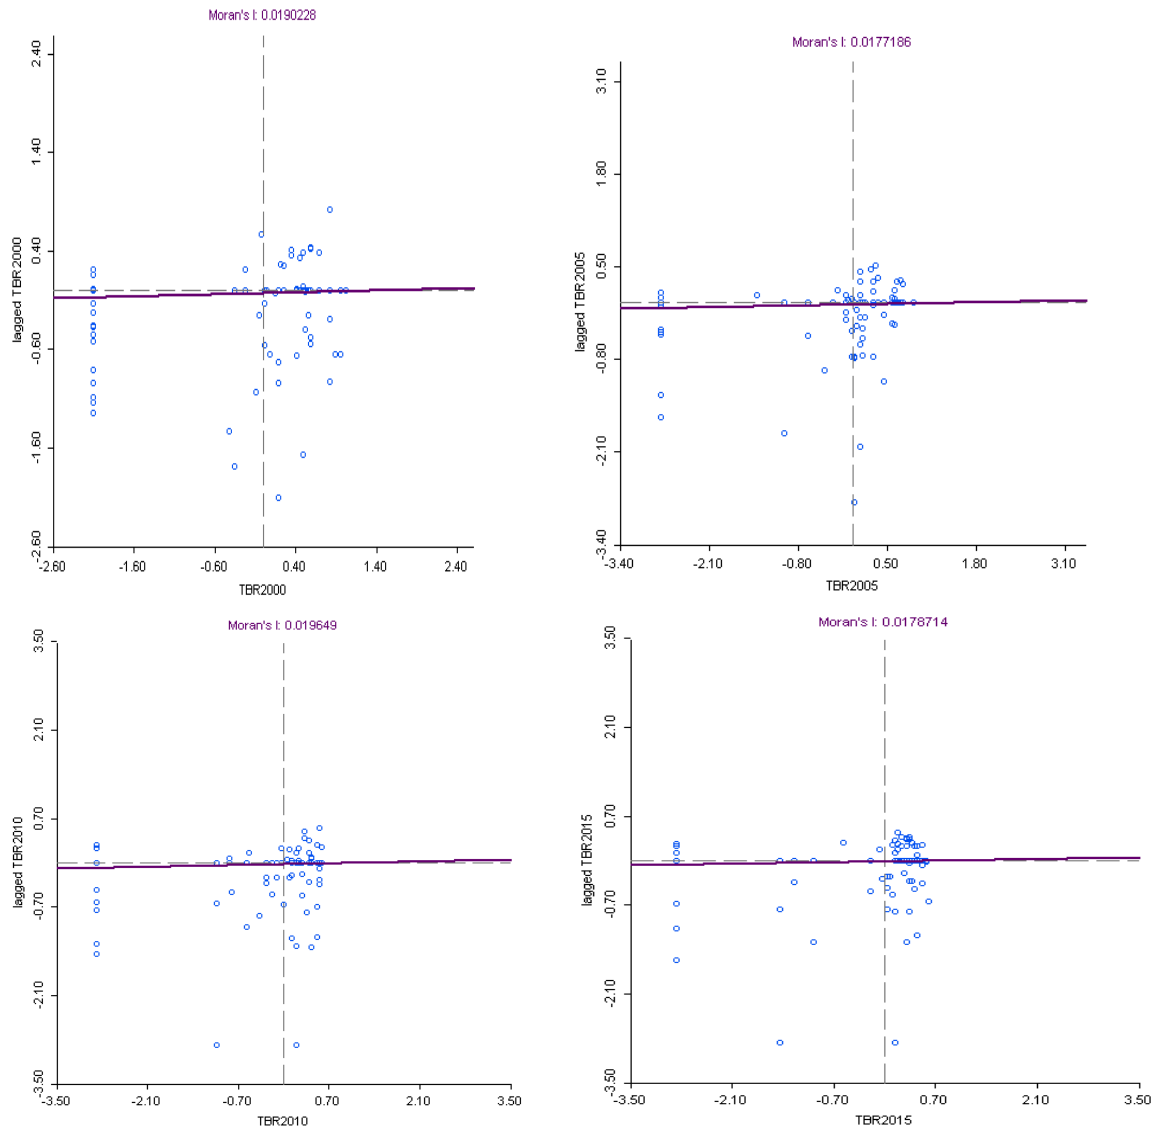 Moran's I: 0.0190228
lagged TBR2000
2.40
1.40
0.40
-0.60
-1.60
-2.60
-2.60 -1.60 -0.60 0.40 1.40 2.40
TBR2000
Moran's I: 0.0177186
lagged TBR2005
3.10
1.80
0.50
-0.80
-2.10
-3.40
-3.40 -2.10 -0.80 0.50 1.80 3.10
TBR2005
Moran's I: 0.019649
lagged TBR2010
3.50
2.10
0.70
-0.70
-2.10
-3.50
-3.50 -2.10 -0.70 0.70 2.10 3.50
TBR2010
Moran's I: 0.0178714
lagged TBR2015
3.50
2.10
0.70
-0.70
-2.10
-3.50
-3.50 -2.10 -0.70 0.70 2.10 3.50
TBR2015